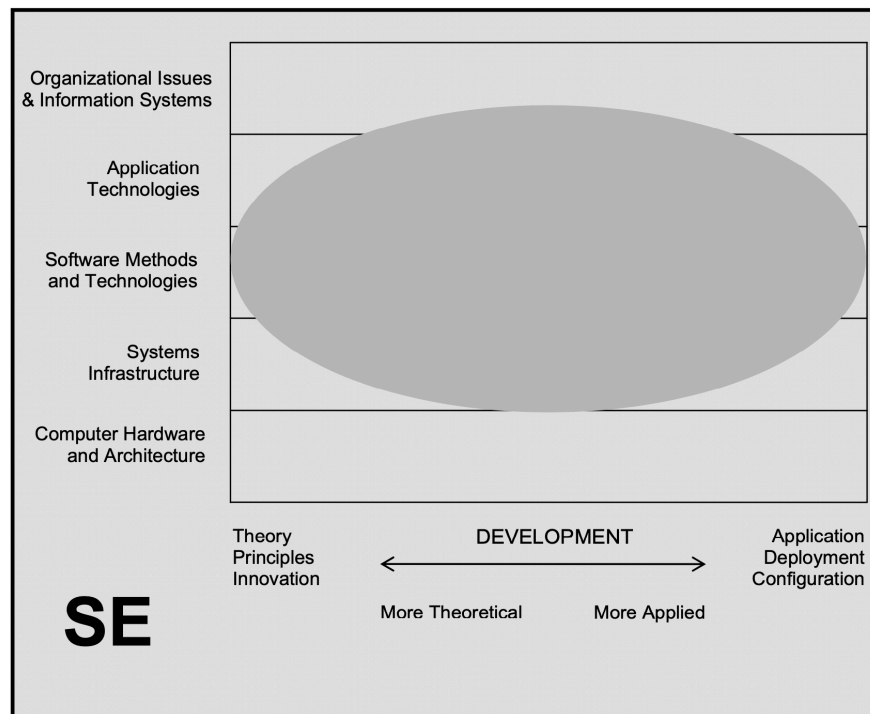 Organizational Issues
& Information Systems
Application
Technologies
Software Methods
and Technologies
Systems
Infrastructure
Computer Hardware
and Architecture
Theory
Principles
Innovation
DEVELOPMENT
Application
Deployment
Configuration
More Theoretical
More Applied
SE